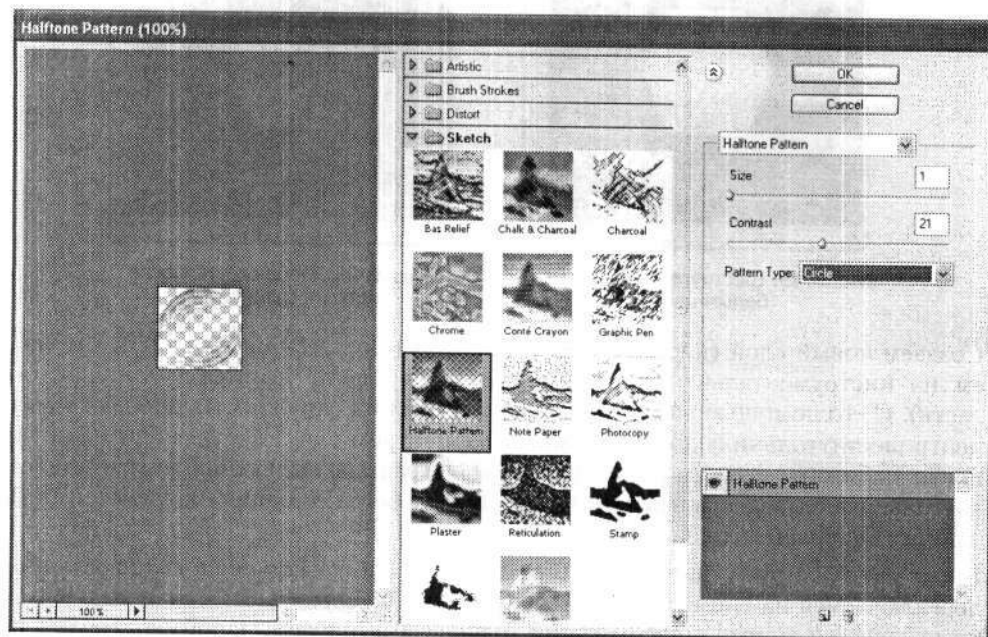 Halftone Pattern (100%)
Artistic
Brush Strokes
Distort
Sketch
Bas Relief
Chalk & Charcoal
Charcoal
Chrome
Conté Crayon
Graphic Pen
Halftone Pattern
Note Paper
Photocopy
Plaster
Reticulation
Stamp
100%
OK
Cancel
Halftone Pattern
Size
1
Contrast
21
Pattern Type:
Circle
Halftone Pattern